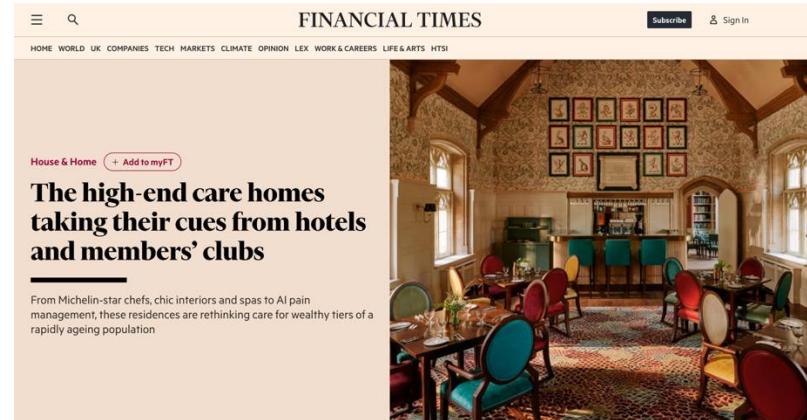 FINANCIAL TIMES
Subscribe
Sign In
HOME WORLD UK COMPANIES TECH MARKETS CLIMATE OPINION LEX WORK & CAREERS LIFE & ARTS HTSI
House & Home
+ Add to myFT
The high-end care homes
taking their cues from hotels
and members’ clubs
From Michelin-star chefs, chic interiors and spas to AI pain
management, these residences are rethinking care for wealthy tiers of a
rapidly ageing population